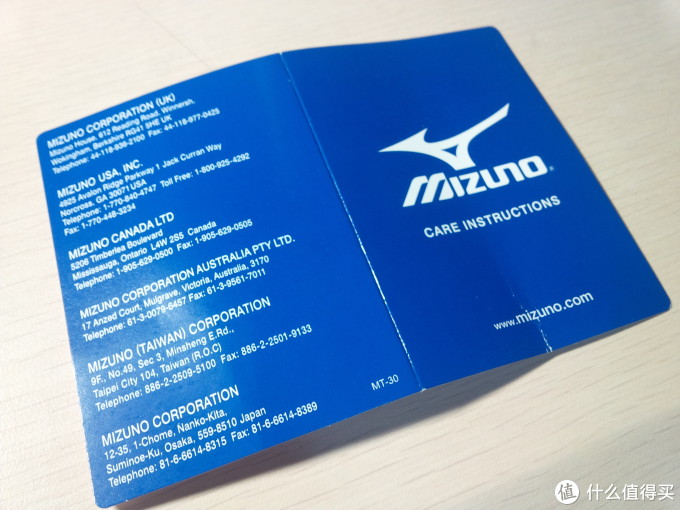 MIZUNO CORPORATION (UK)
Mizuno House, 612 Reading Road, Winnersh,
Wokingham, Berkshire RG41 5HE UK
Telephone: 44-118-936-2100 Fax: 44-118-977-0425
MIZUNO USA, INC.
4925 Avalon Ridge Parkway 1 Jack Curran Way
Norcross, GA 30071 USA
Telephone: 1-770-840-4747 Toll Free: 1-800-925-4292
Fax: 1-770-448-3234
MIZUNO CANADA LTD
5206 Timberlea Boulevard
Mississauga, Ontario L4W 2S5 Canada
Telephone: 1-905-629-0500 Fax: 1-905-629-0505
MIZUNO CORPORATION AUSTRALIA PTY LTD.
17 Anzed Court, Mulgrave, Victoria, Australia, 3170
Telephone: 61-3-0079-6457 Fax: 61-3-9561-7011
MIZUNO (TAIWAN) CORPORATION
9F., No.49, Sec 3, Minsheng E.Rd.,
Taipei City 104, Taiwan (R.O.C)
Telephone: 886-2-2509-5100 Fax: 886-2-2501-9133
MIZUNO CORPORATION
12-35, 1-Chome, Nanko-Kita,
Suminoe-Ku, Osaka, 559-8510 Japan
Telephone: 81-6-6614-8315 Fax: 81-6-6614-8389
MT-30
MIZUNO®
CARE INSTRUCTIONS
www.mizuno.com
值 什么值得买